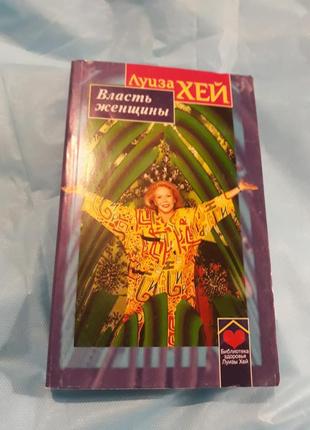 Луиза ХЕЙ
Власть
женщины
Библиотека
здоровья
Луизы Хей